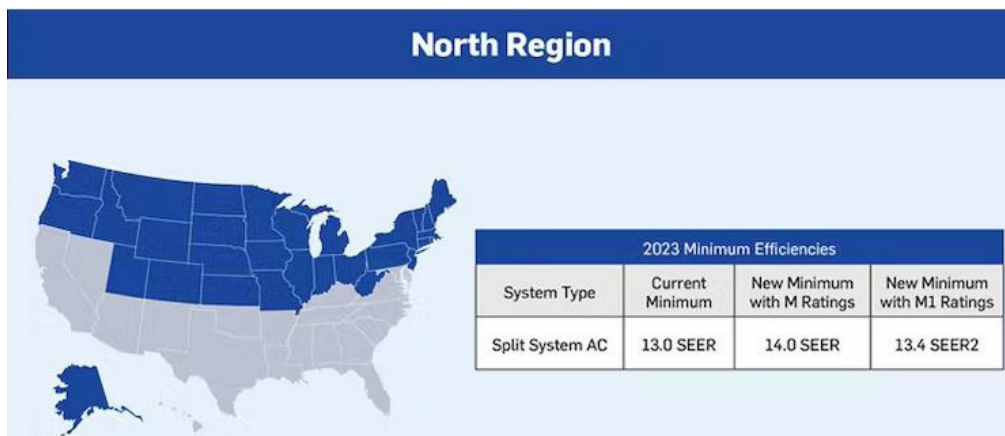 North Region
2023 Minimum Efficiencies
System Type
Current
Minimum
New Minimum
with M Ratings
New Minimum
with M1 Ratings
Split System AC
13.0 SEER
14.0 SEER
13.4 SEER2